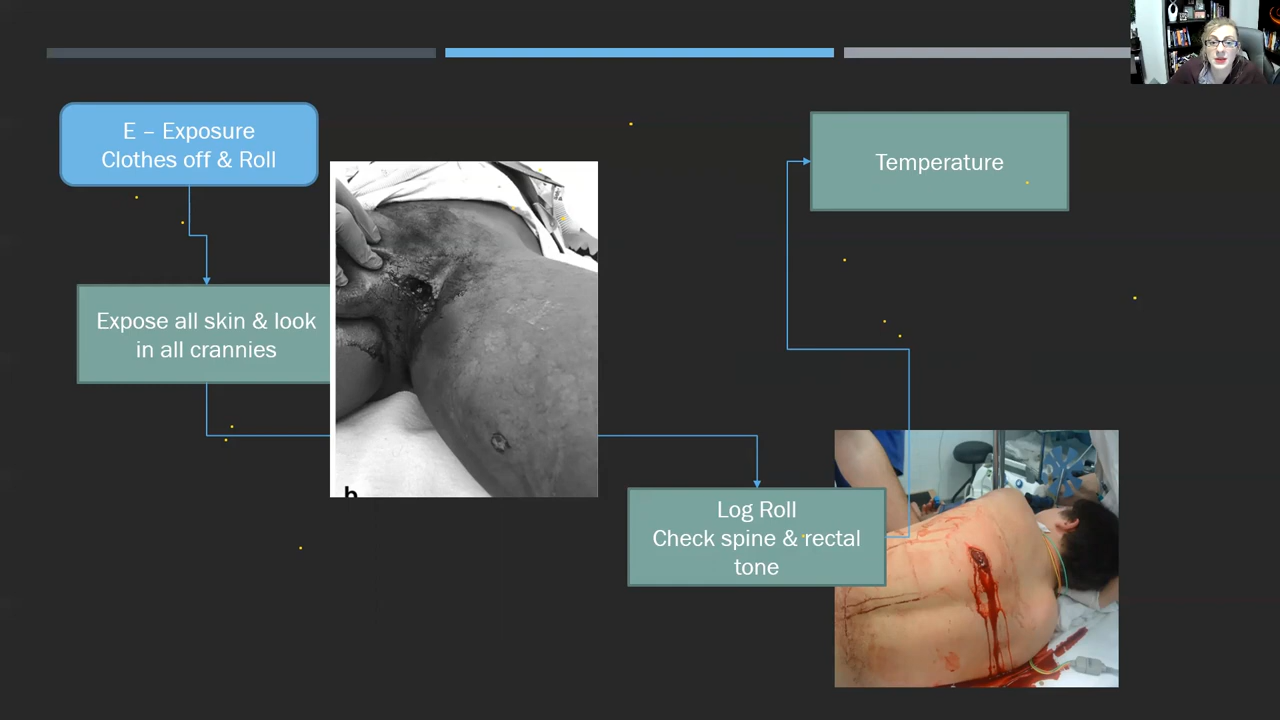 E – Exposure
Clothes off & Roll
Expose all skin & look
in all crannies
b
Log Roll
Check spine & rectal
tone
Temperature